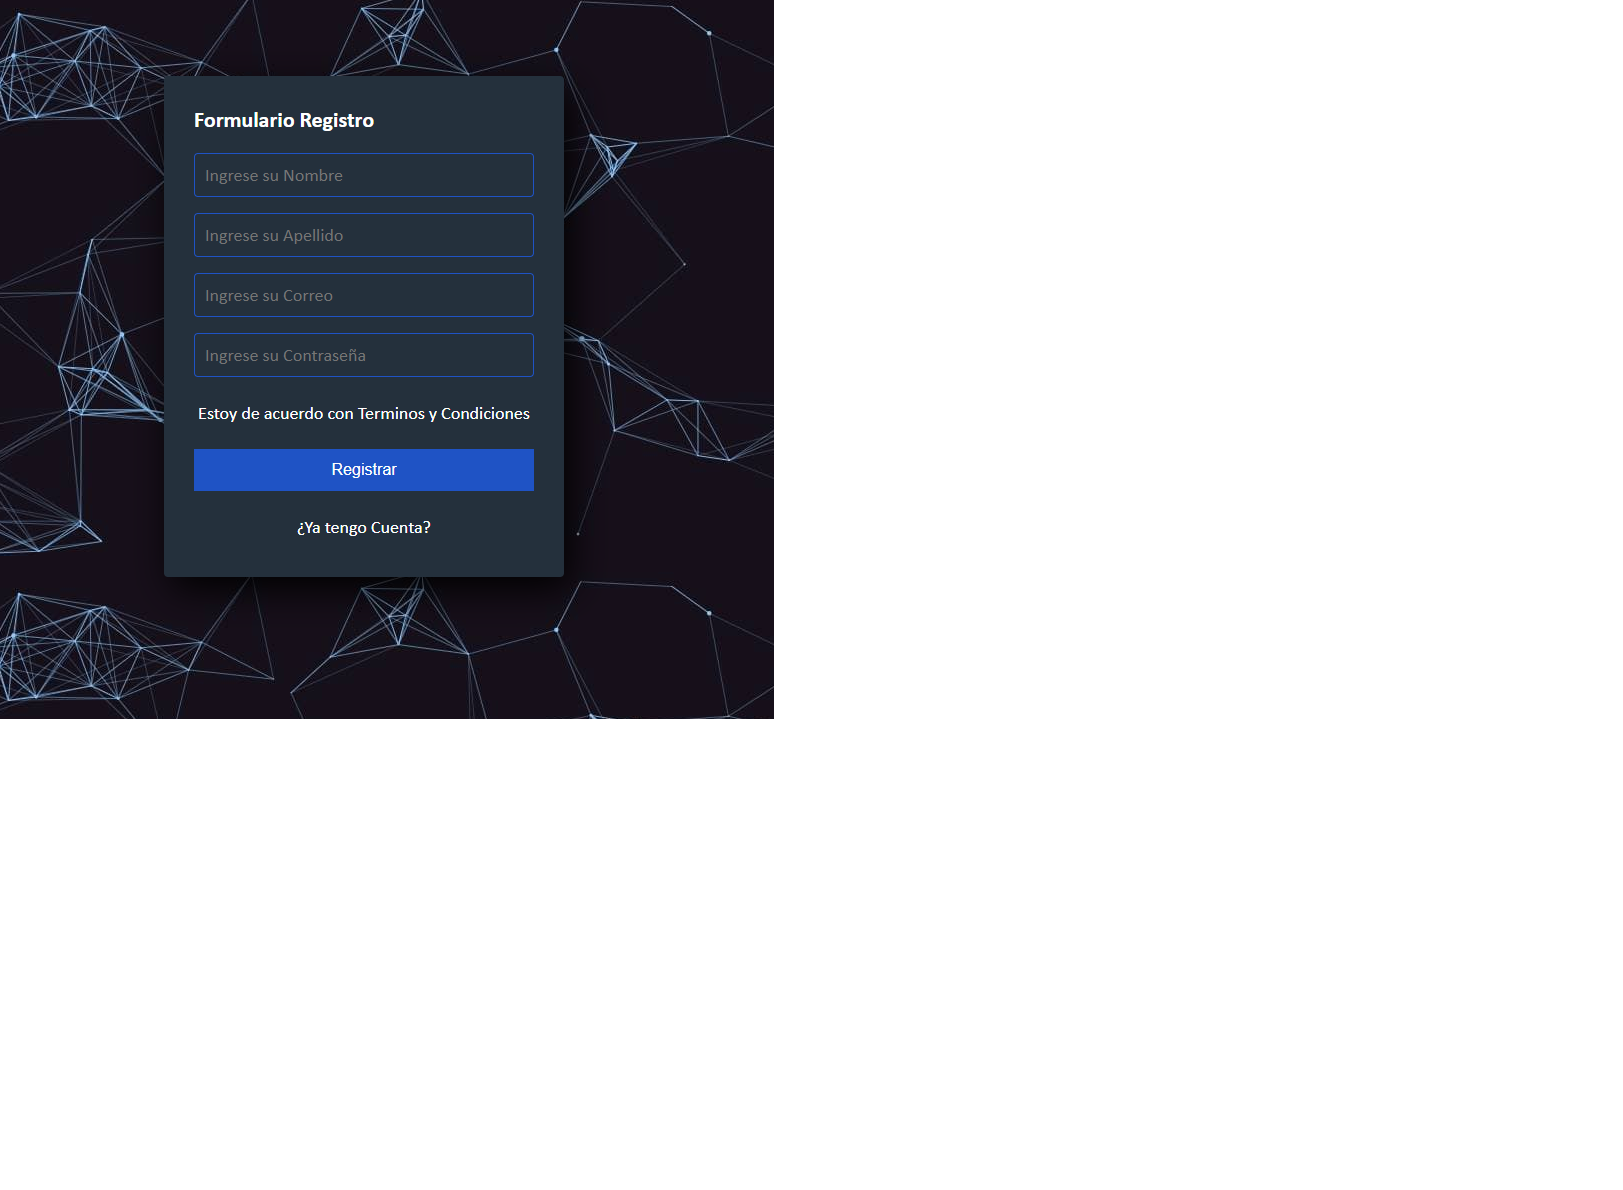 Formulario Registro
Ingrese su Nombre
Ingrese su Apellido
Ingrese su Correo
Ingrese su Contraseña
Estoy de acuerdo con Terminos y Condiciones
Registrar
¿Ya tengo Cuenta?